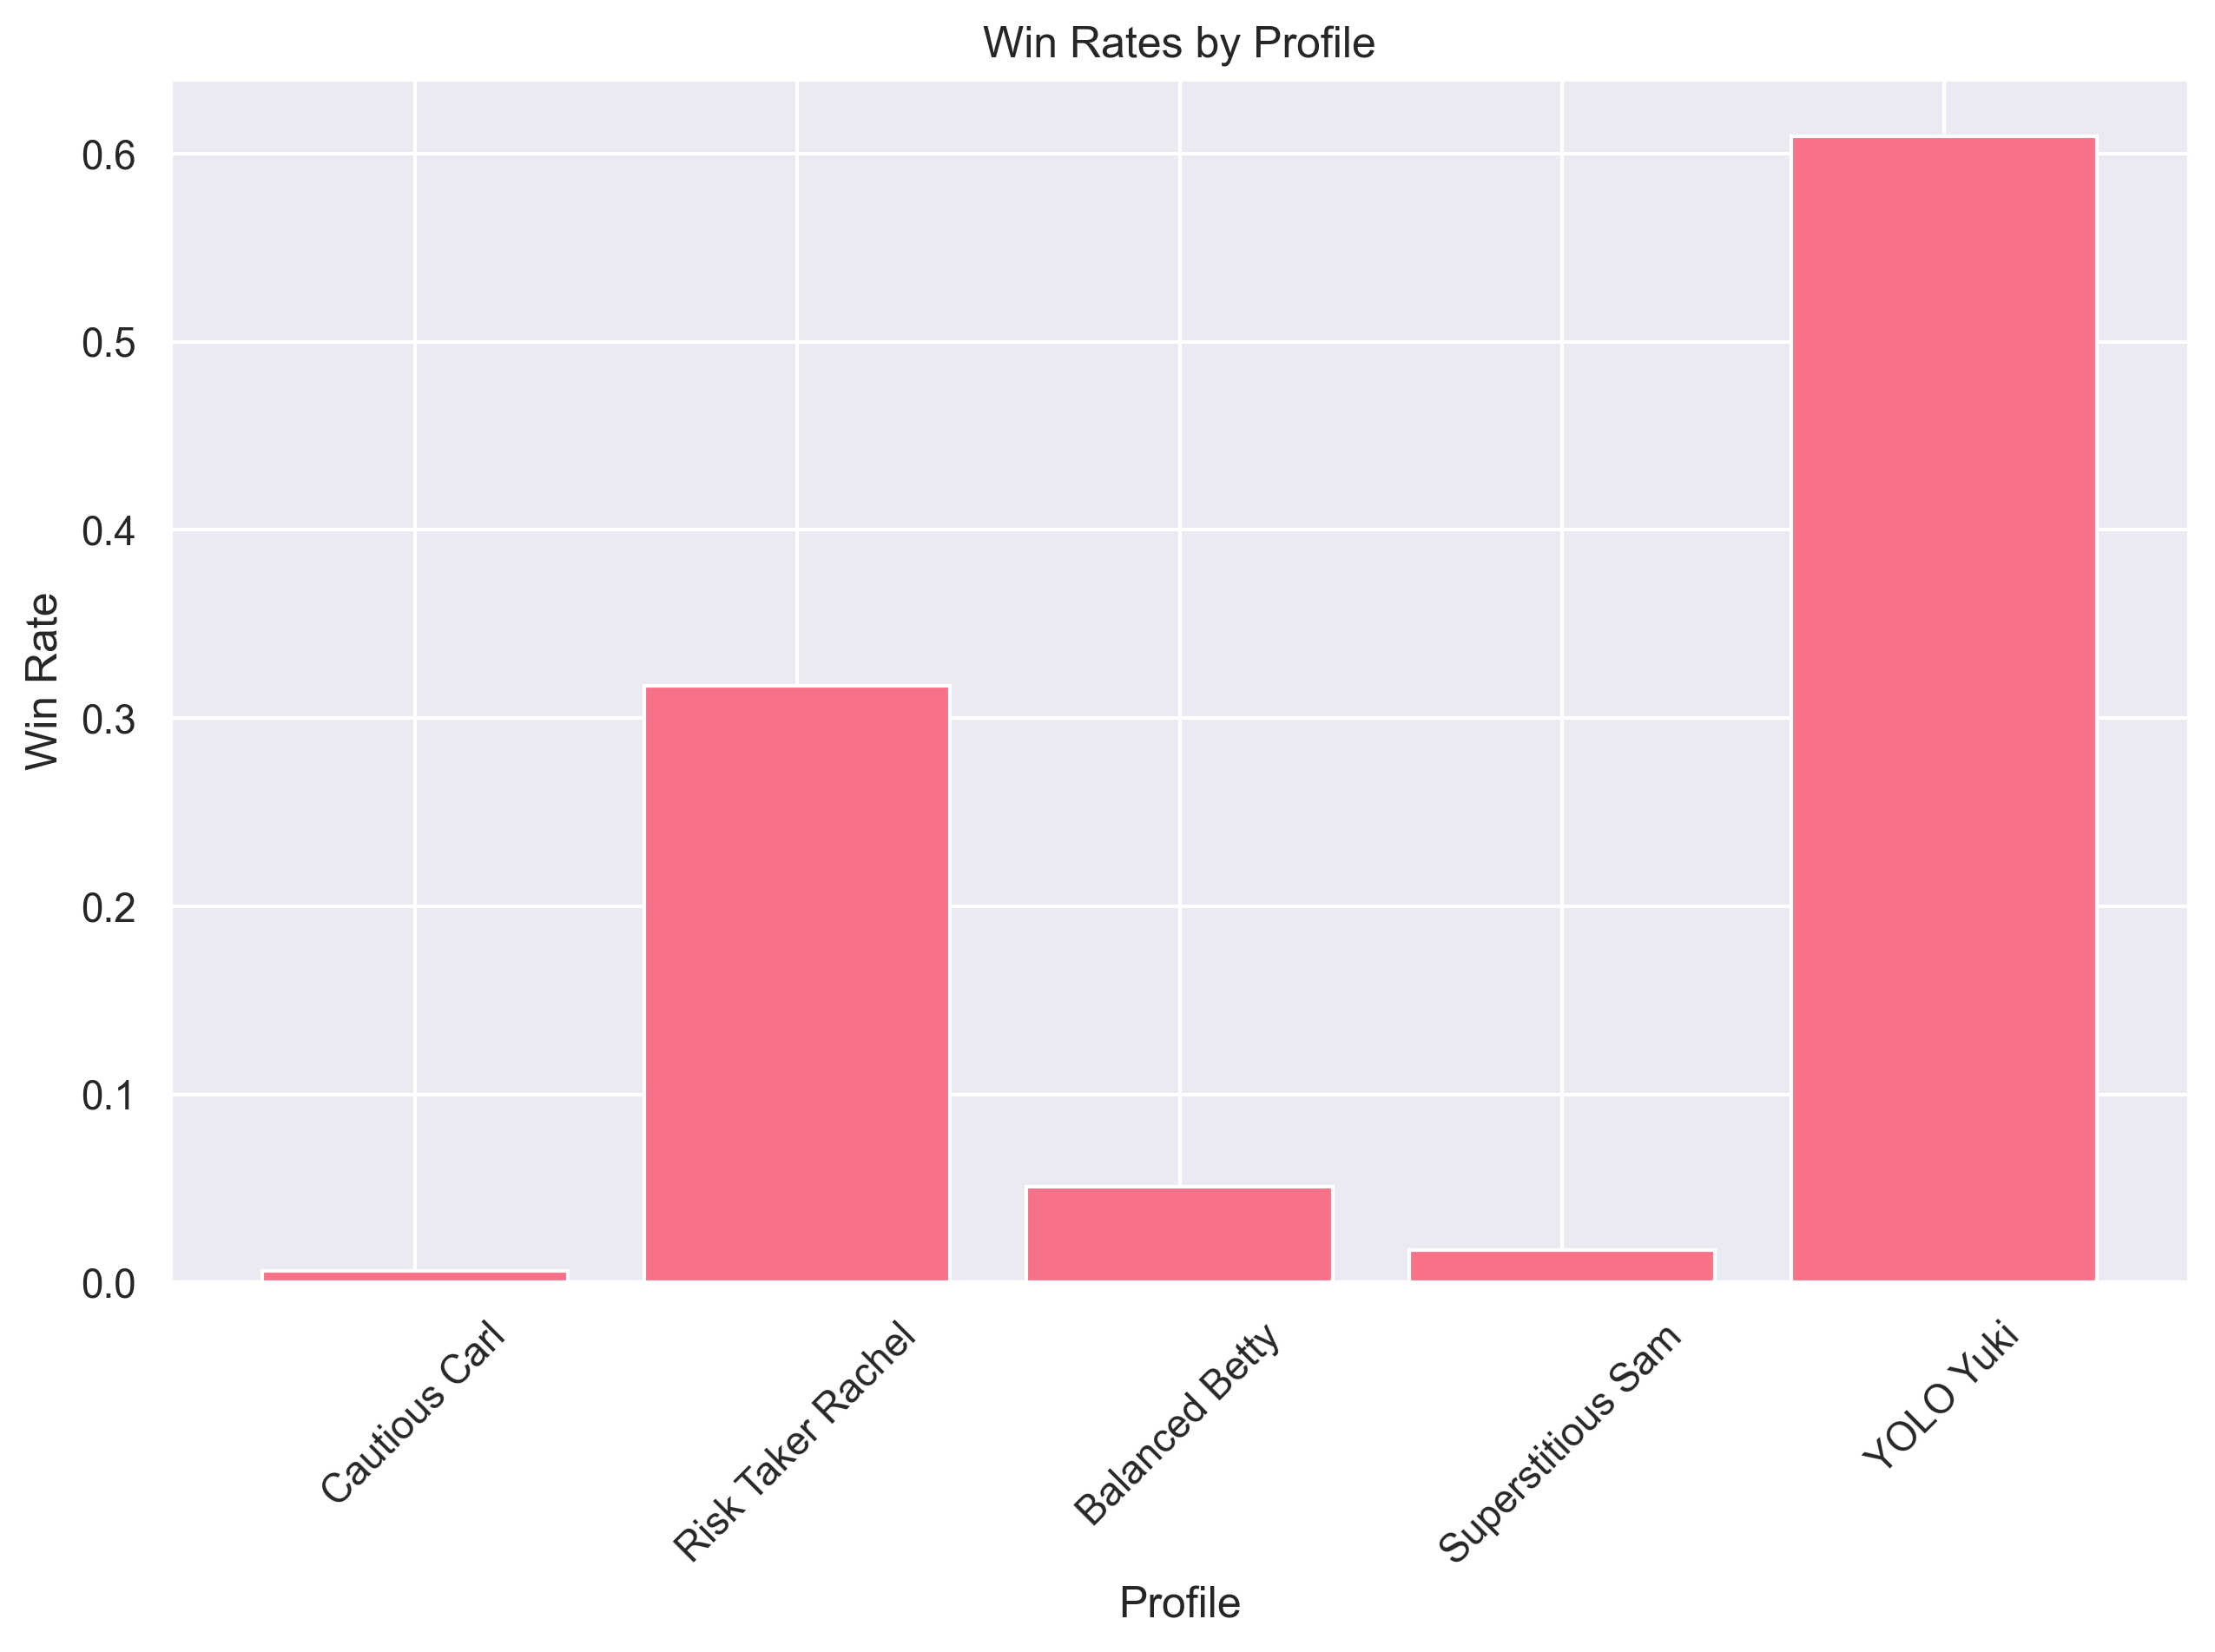 Win Rates by Profile
Win Rate
0.6
0.5
0.4
0.3
0.2
0.1
0.0
Cautious Carl
Risk Taker Rachel
Balanced Betty
Superstitious Sam
YOLO Yuki
Profile